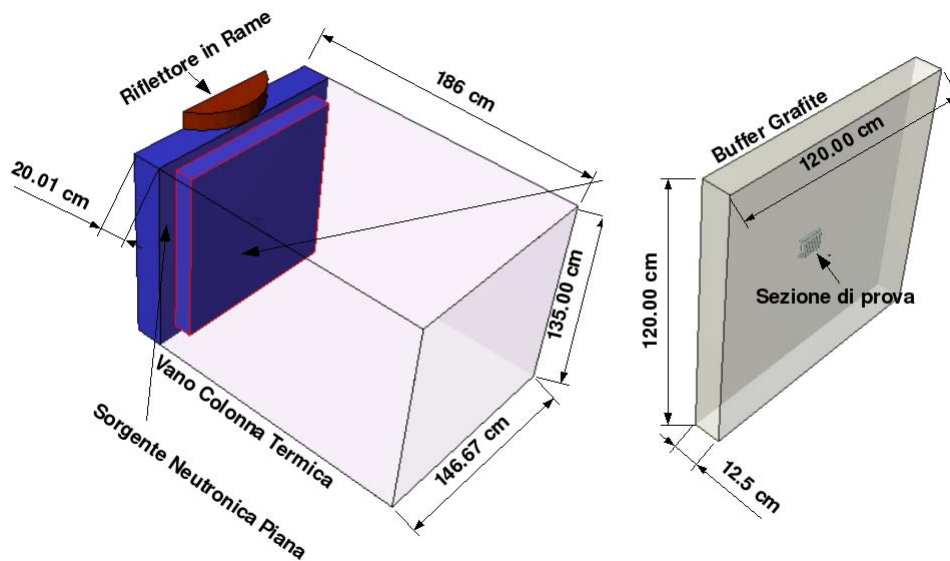 Riflettore in Rame
186 cm
20.01 cm
135.00 cm
Vano Colonna Termica
146.67 cm
Sorgente Neutronica Piana
Buffer Grafite
120.00 cm
120.00 cm
Sezione di prova
12.5 cm